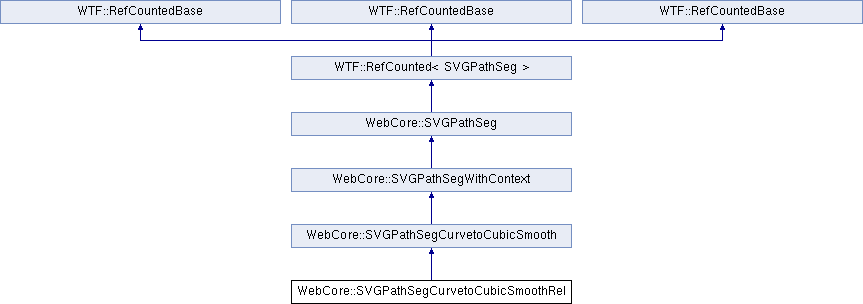 WTF::RefCountedBase
WTF::RefCountedBase
WTF::RefCountedBase
WTF::RefCounted< SVGPathSeg >
WebCore::SVGPathSeg
WebCore::SVGPathSegWithContext
WebCore::SVGPathSegCurvetoCubicSmooth
WebCore::SVGPathSegCurvetoCubicSmoothRel